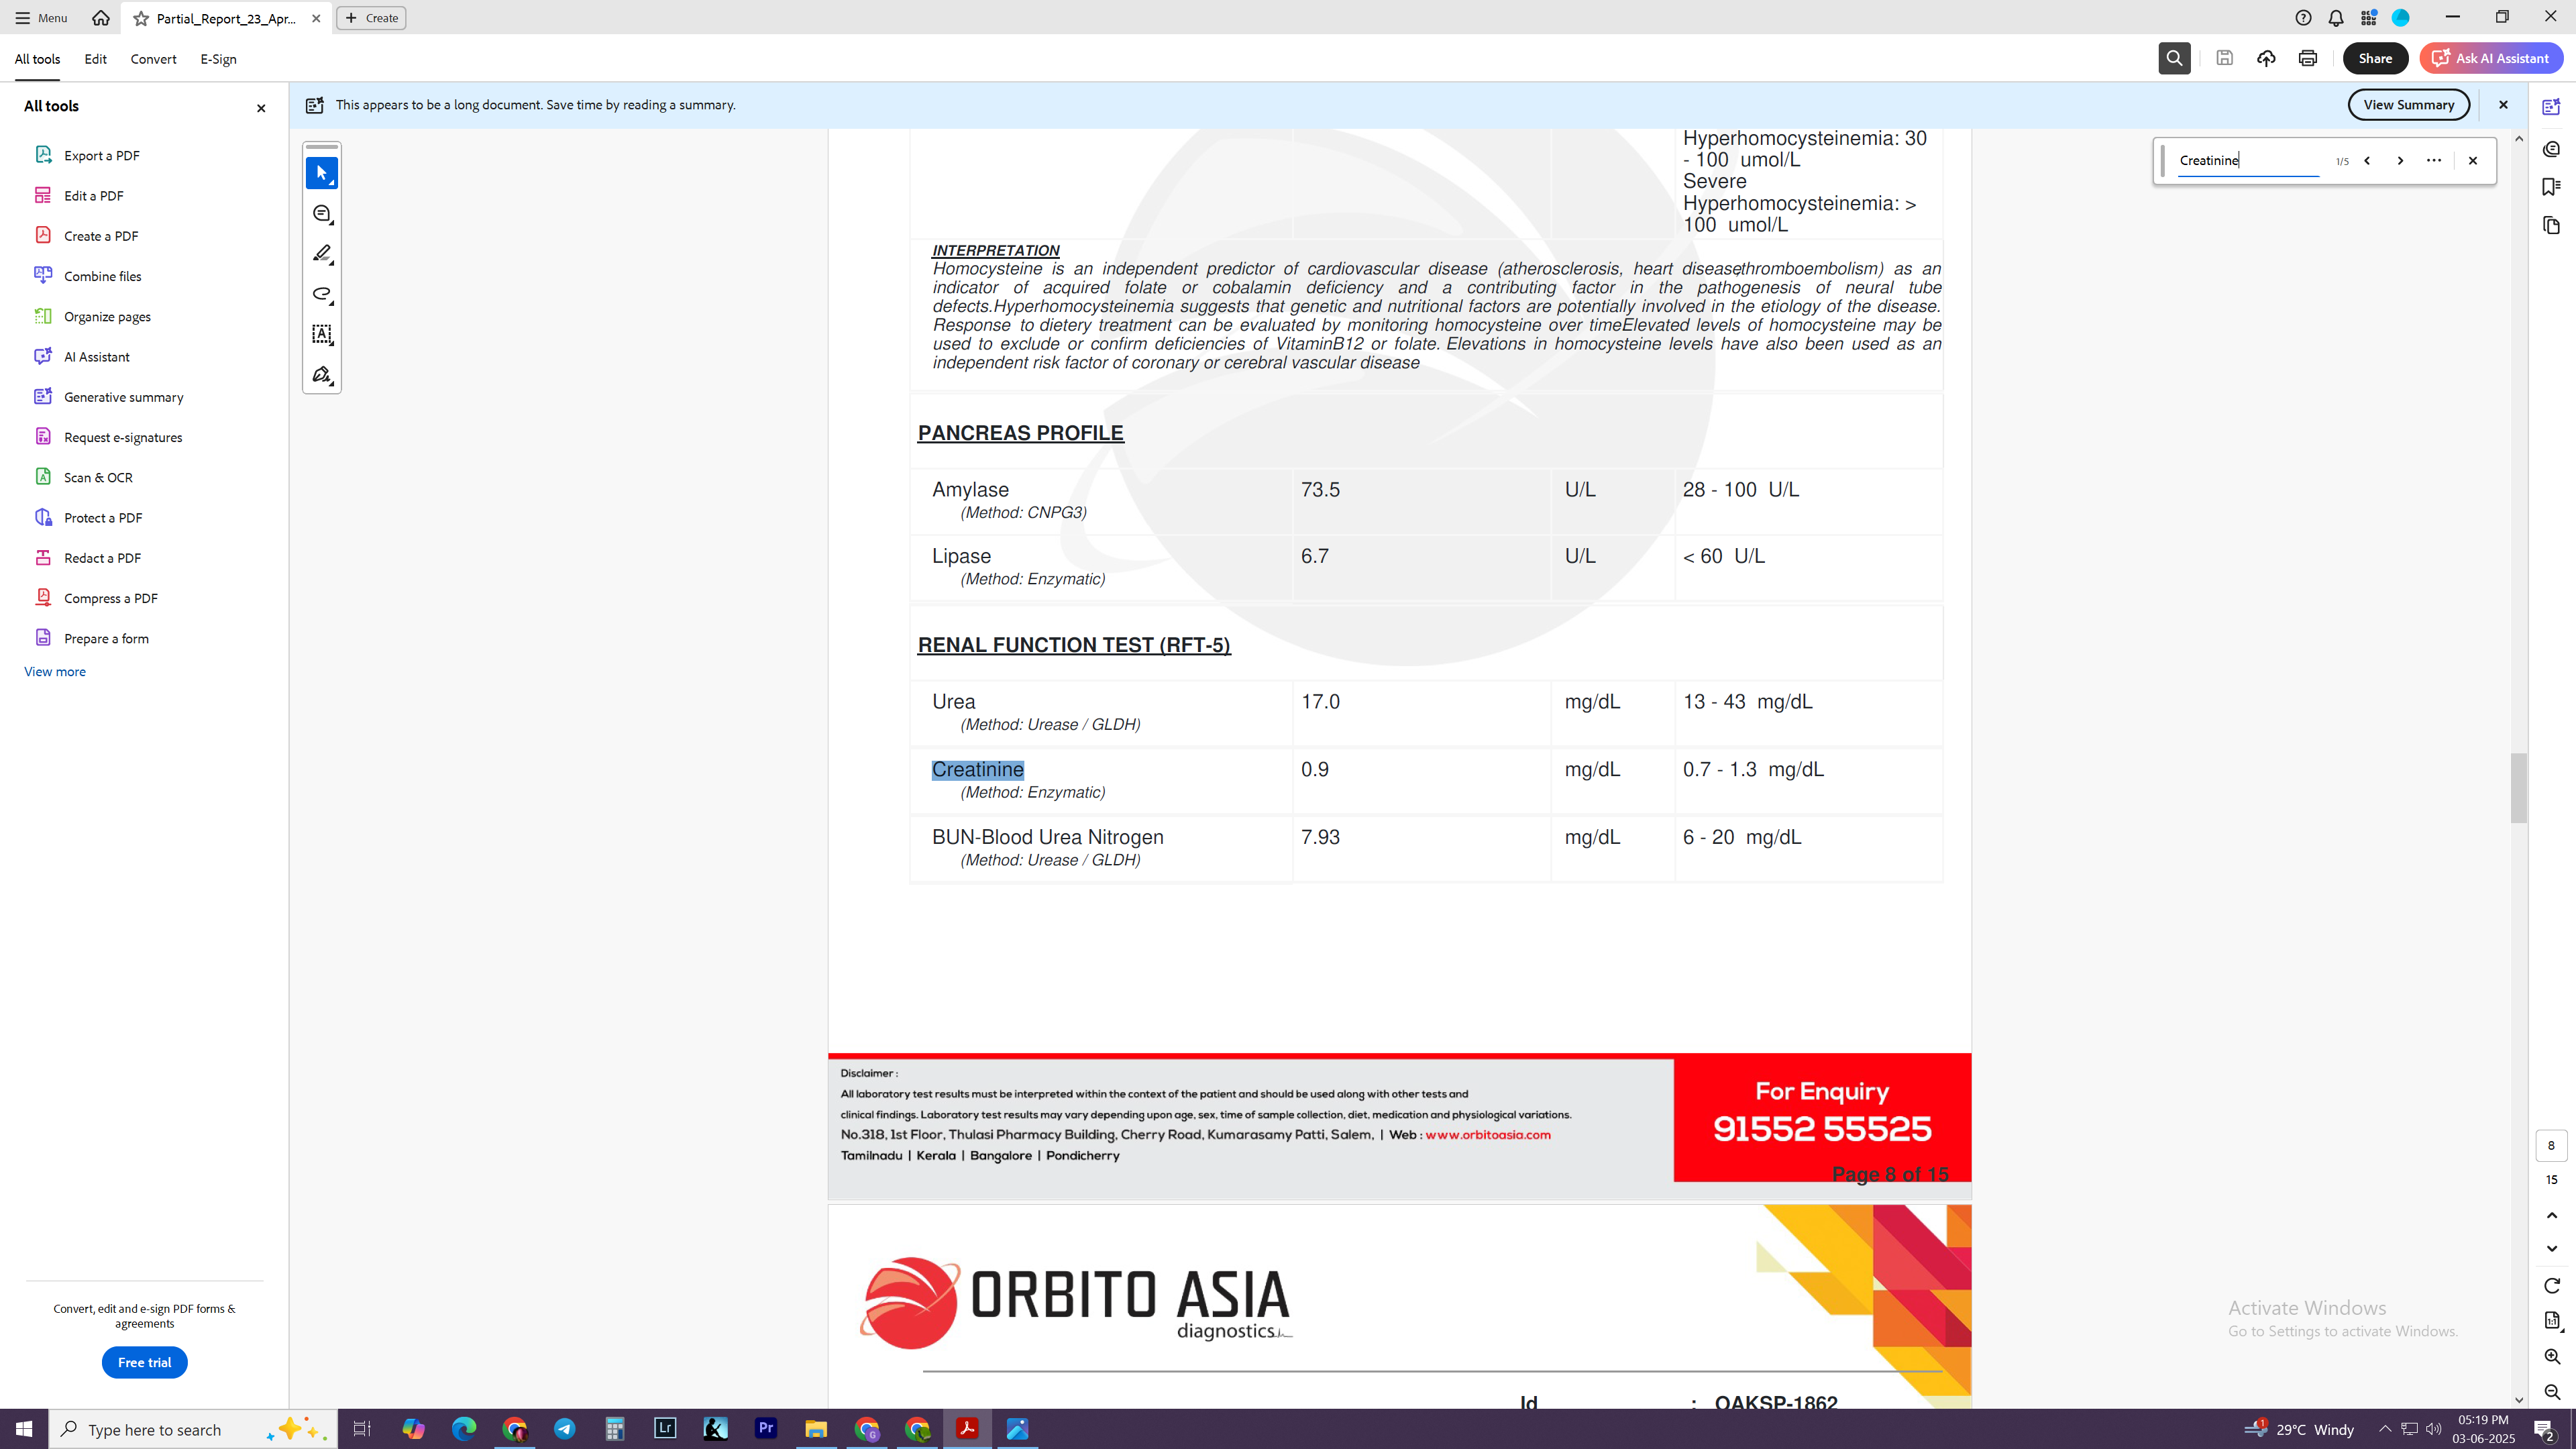 Menu
Partial_Report_23_Apr...
Create
All tools
Edit
Convert
E-Sign
Share
Ask AI Assistant
All tools
This appears to be a long document. Save time by reading a summary.
View Summary
Export a PDF
Edit a PDF
Create a PDF
Combine files
Organize pages
AI Assistant
Generative summary
Request e-signatures
Scan & OCR
Protect a PDF
Redact a PDF
Compress a PDF
Prepare a form
View more
Convert, edit and e-sign PDF forms &
agreements
Free trial
Creatinine
1/5
Hyperhomocysteinemia: 30
- 100 umol/L
Severe
Hyperhomocysteinemia: >
100 umol/L
INTERPRETATION
Homocysteine is an independent predictor of cardiovascular disease (atherosclerosis, heart disease,thromboembolism) as an
indicator of acquired folate or cobalamin deficiency and a contributing factor in the pathogenesis of neural tube
defects.Hyperhomocysteinemia suggests that genetic and nutritional factors are potentially involved in the etiology of the disease.
Response to dietery treatment can be evaluated by monitoring homocysteine over timeElevated levels of homocysteine may be
used to exclude or confirm deficiencies of VitaminB12 or folate. Elevations in homocysteine levels have also been used as an
independent risk factor of coronary or cerebral vascular disease
PANCREAS PROFILE
Amylase 73.5 U/L 28 - 100 U/L
(Method: CNPG3)
Lipase 6.7 U/L < 60 U/L
(Method: Enzymatic)
RENAL FUNCTION TEST (RFT-5)
Urea 17.0 mg/dL 13 - 43 mg/dL
(Method: Urease / GLDH)
Creatinine 0.9 mg/dL 0.7 - 1.3 mg/dL
(Method: Enzymatic)
BUN-Blood Urea Nitrogen 7.93 mg/dL 6 - 20 mg/dL
(Method: Urease / GLDH)
Disclaimer :
All laboratory test results must be interpreted within the context of the patient and should be used along with other tests and
clinical findings. Laboratory test results may vary depending upon age, sex, time of sample collection, diet, medication and physiological variations.
No.318, 1st Floor, Thulasi Pharmacy Building, Cherry Road, Kumarasamy Patti, Salem, | Web : www.orbitoasia.com
Tamilnadu | Kerala | Bangalore | Pondicherry
For Enquiry
91552 55525
Page 8 of 15
ORBITO ASIA
diagnostics
Id : OAKSP-1862
8
15
Activate Windows
Go to Settings to activate Windows.
Type here to search
Lr
Pr
G
1
29°C Windy
05:19 PM
03-06-2025
2